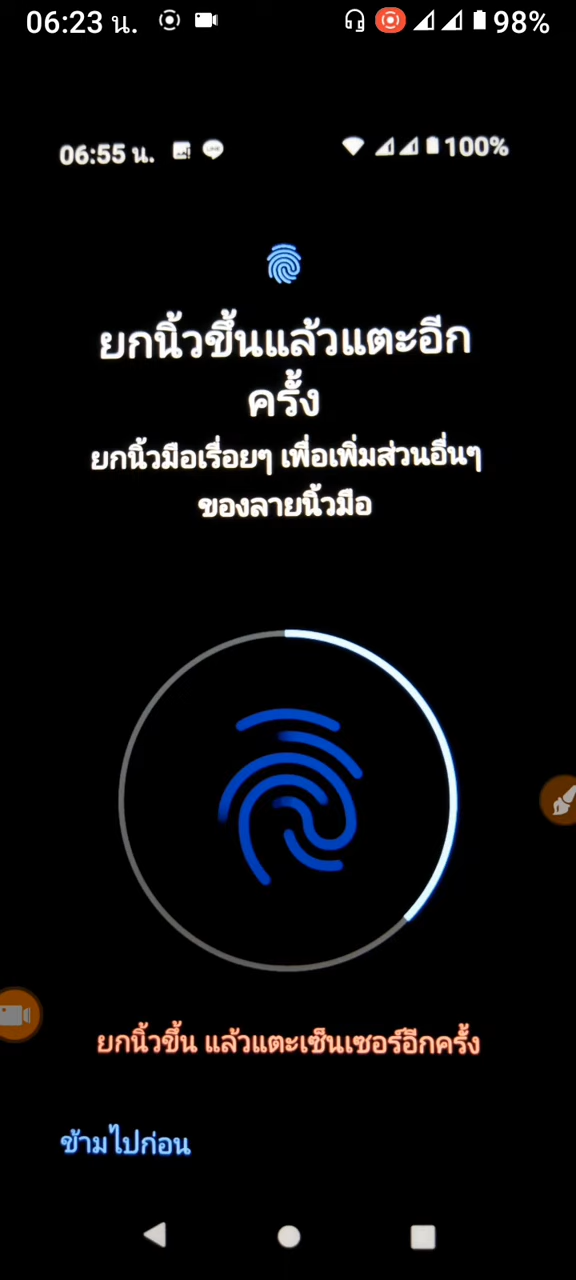 06:23 น. 98%
06:55 น. 100%
ยกนิ้วขึ้นแล้วแตะอีก
ครั้ง
ยกนิ้วมือเรื่อยๆ เพื่อเพิ่มส่วนอื่นๆ
ของลายนิ้วมือ
ยกนิ้วขึ้น แล้วแตะเซ็นเซอร์อีกครั้ง
ข้ามไปก่อน